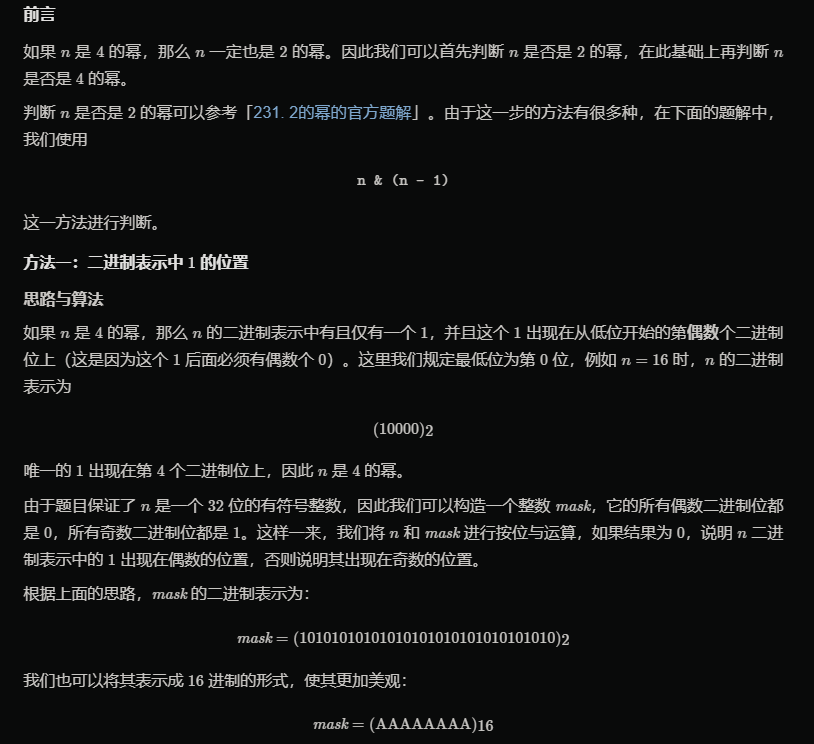 前言
如果 n 是 4 的幂，那么 n 一定也是 2 的幂。因此我们可以首先判断 n 是否是 2 的幂，在此基础上再判断 n
是否是 4 的幂。
判断 n 是否是 2 的幂可以参考「231. 2的幂的官方题解」。由于这一步的方法有很多种，在下面的题解中，
我们使用
n & (n - 1)
这一方法进行判断。
方法一：二进制表示中 1 的位置
思路与算法
如果 n 是 4 的幂，那么 n 的二进制表示中有且仅有一个 1，并且这个 1 出现在从低位开始的第偶数个二进制
位上（这是因为这个 1 后面必须有偶数个 0）。这里我们规定最低位为第 0 位，例如 n = 16 时，n 的二进制
表示为
(10000)2
唯一的 1 出现在第 4 个二进制位上，因此 n 是 4 的幂。
由于题目保证了 n 是一个 32 位的有符号整数，因此我们可以构造一个整数 mask，它的所有偶数二进制位都
是 0，所有奇数二进制位都是 1。这样一来，我们将 n 和 mask 进行按位与运算，如果结果为 0，说明 n 二进
制表示中的 1 出现在偶数的位置，否则说明其出现在奇数的位置。
根据上面的思路，mask 的二进制表示为：
mask = (10101010101010101010101010101010)2
我们也可以将其表示成 16 进制的形式，使其更加美观：
mask = (AAAAAAAA)16